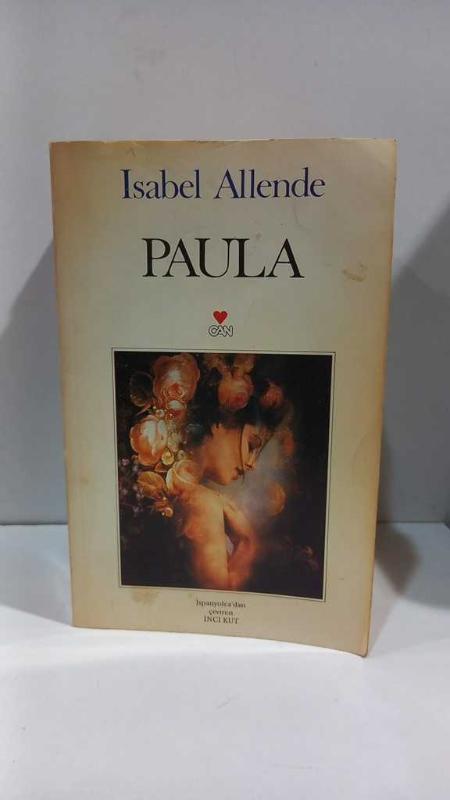 Isabel Allende
PAULA
CAN
İspanyolca'dan
çeviren
İNCİ KUT